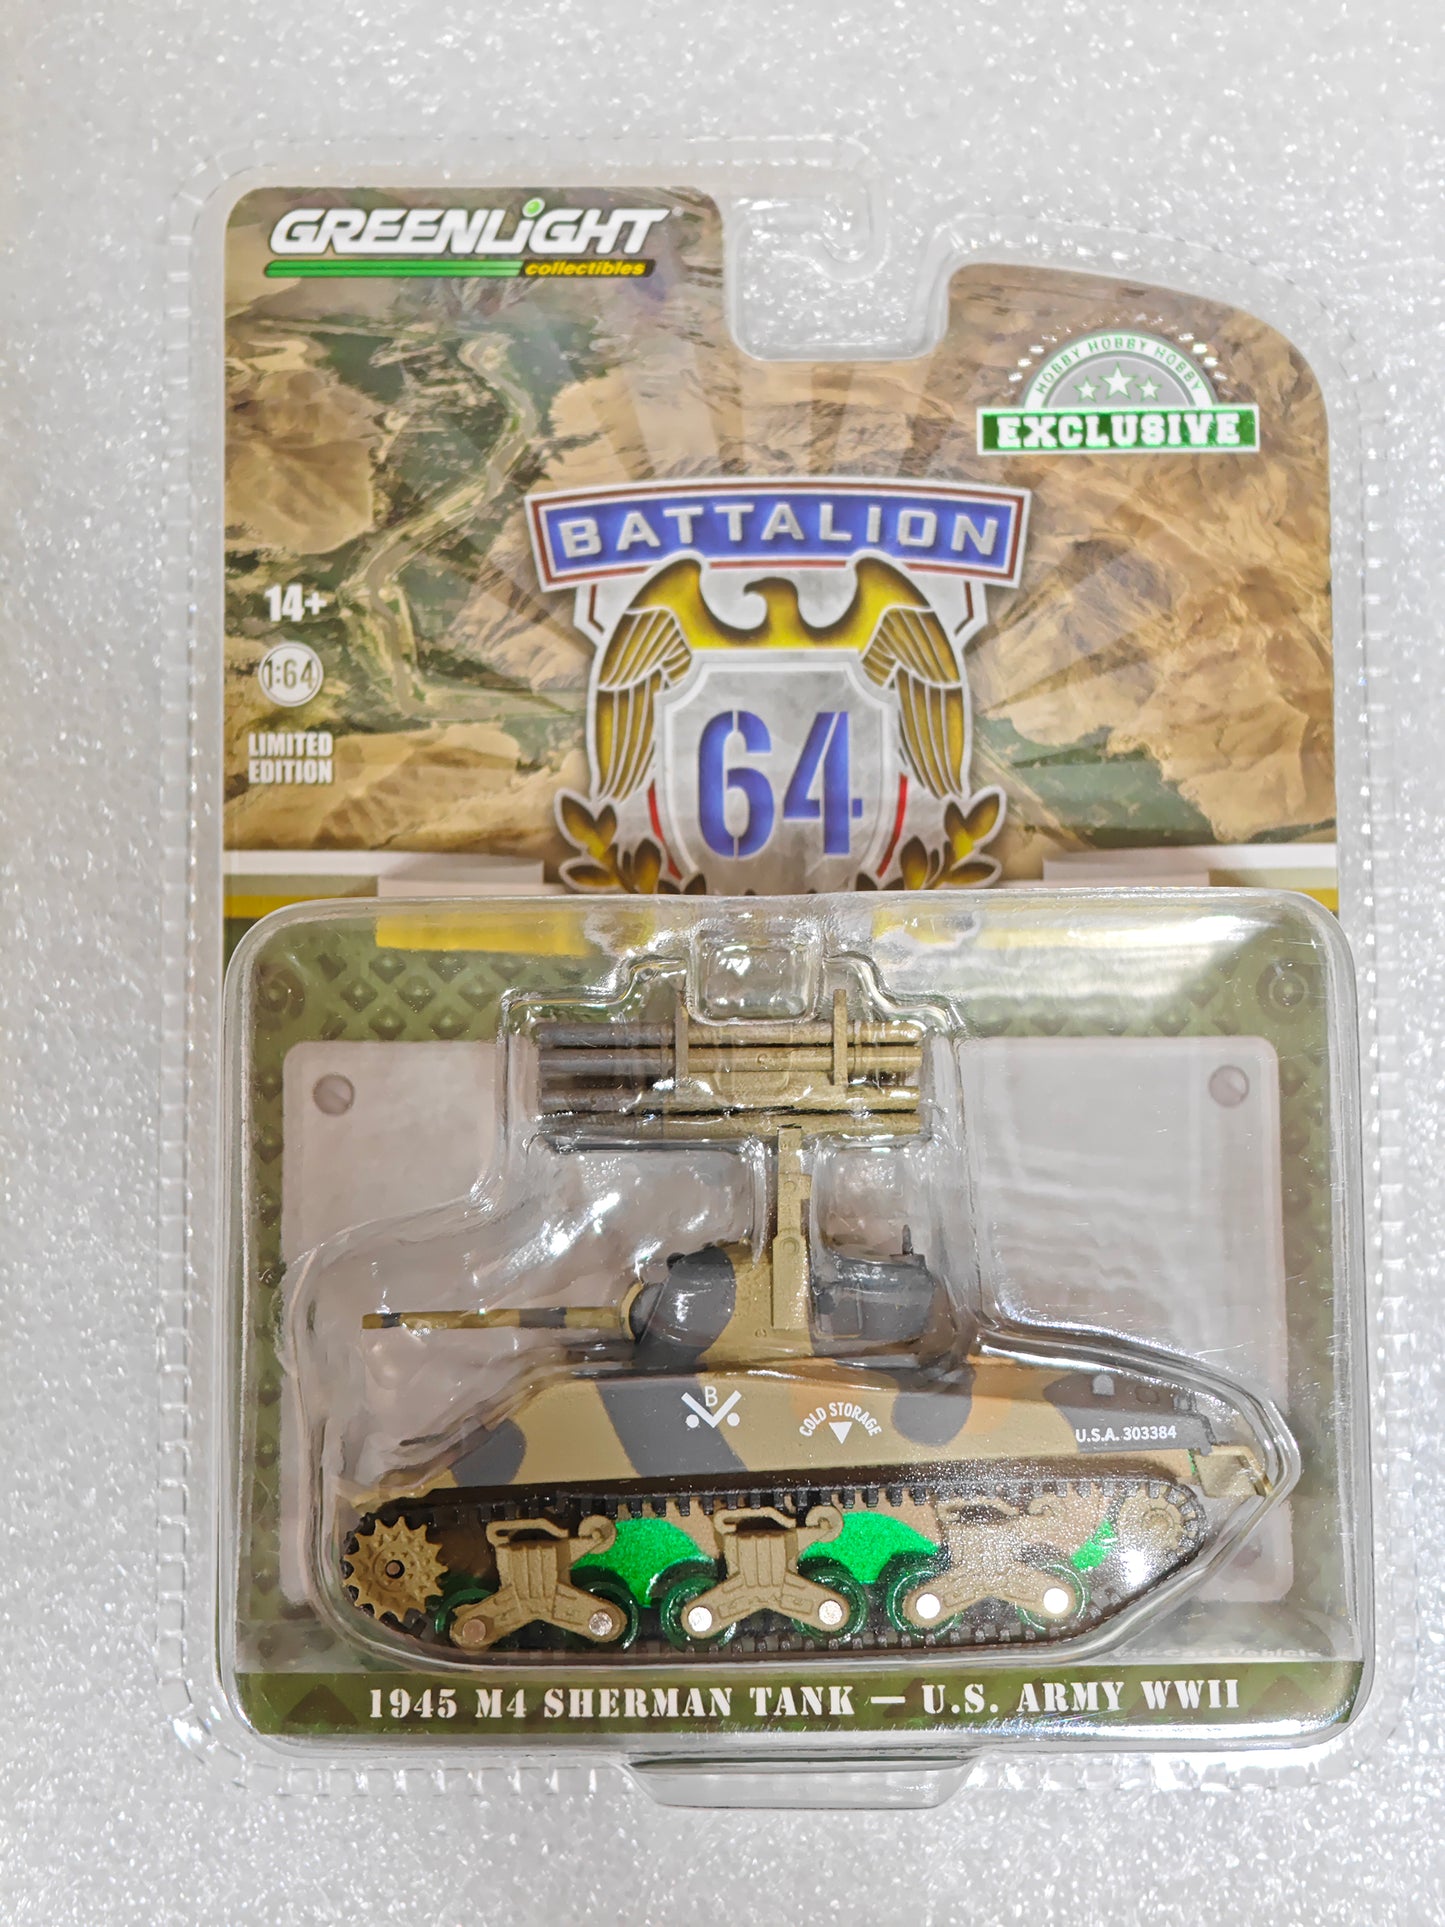 GREENLiGHT
collectibles
HOBBY HOBBY HOBBY
EXCLUSIVE
BATTALION
64
14+
1:64
LIMITED
EDITION
B
COLD STORAGE
U.S.A. 303384
1945 M4 SHERMAN TANK — U.S. ARMY WWII